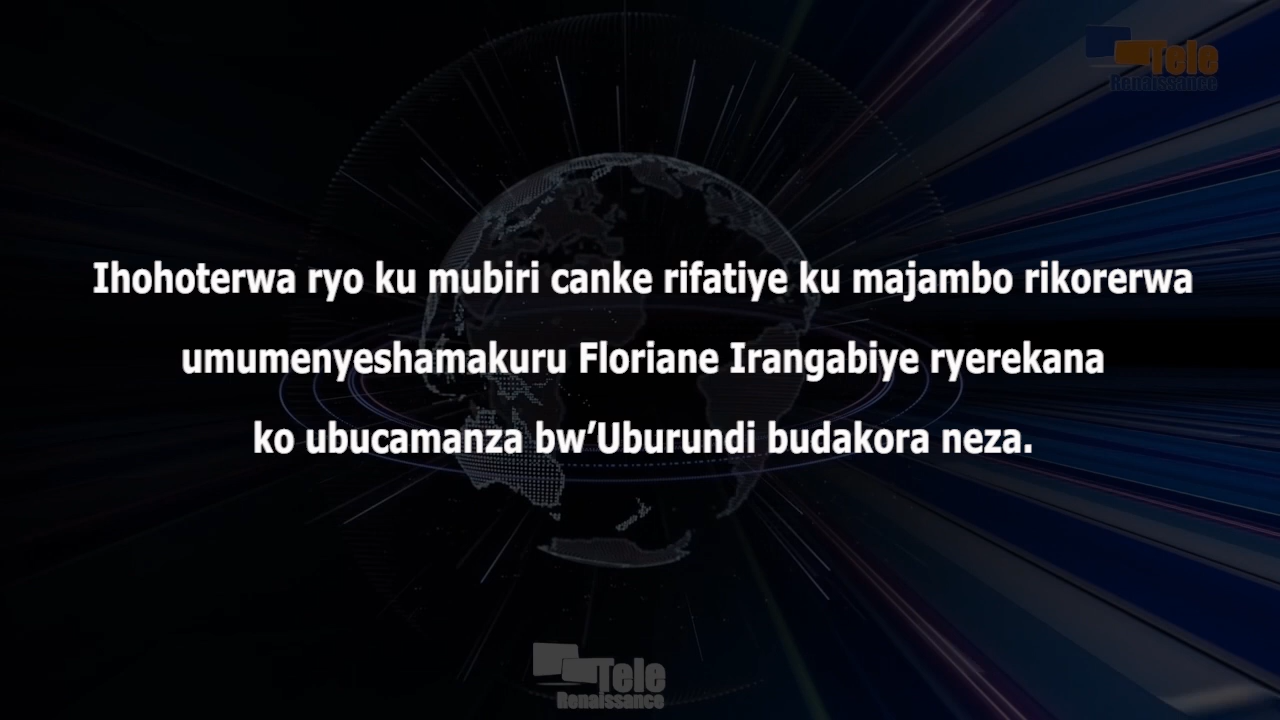 Tele
Renaissance
Ihohoterwa ryo ku mubiri canke rifatiye ku majambo rikorerwa
umumenyeshamakuru Floriane Irangabiye ryerekana
ko ubucamanza bw’Uburundi budakora neza.
Tele
Renaissance